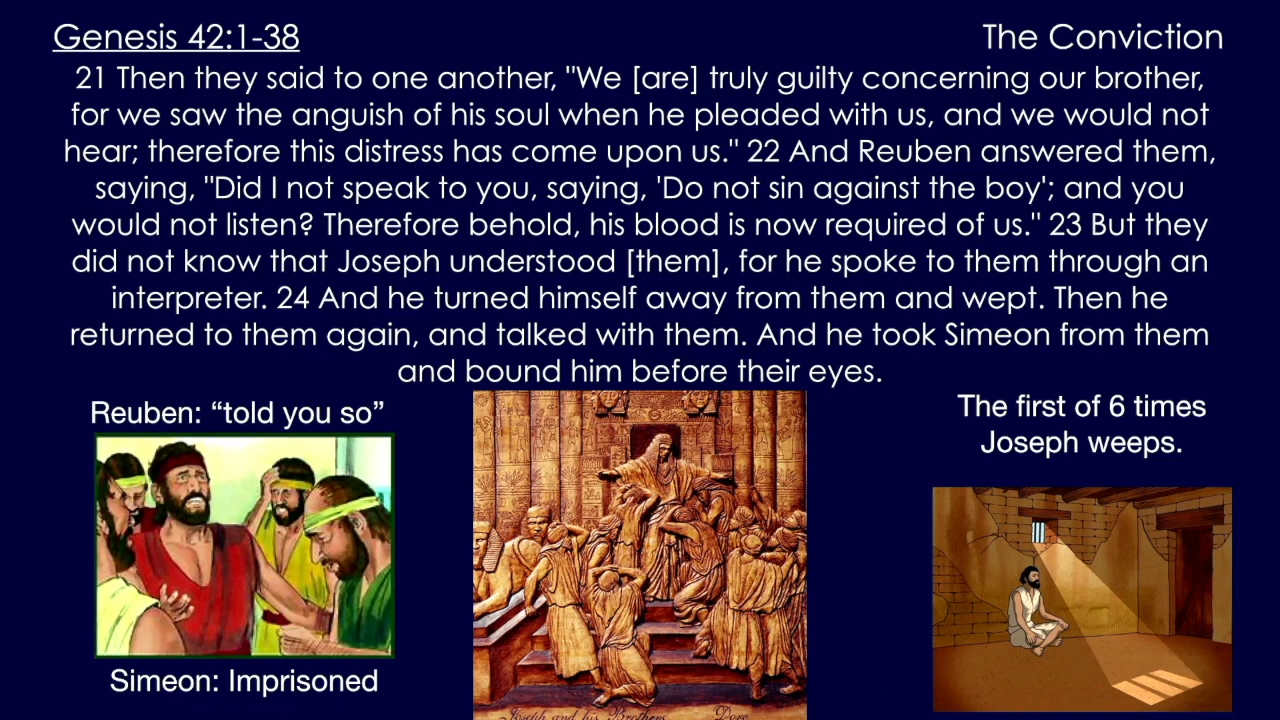 Genesis 42:1-38
The Conviction
21 Then they said to one another, "We [are] truly guilty concerning our brother,
for we saw the anguish of his soul when he pleaded with us, and we would not
hear; therefore this distress has come upon us." 22 And Reuben answered them,
saying, "Did I not speak to you, saying, 'Do not sin against the boy'; and you
would not listen? Therefore behold, his blood is now required of us." 23 But they
did not know that Joseph understood [them], for he spoke to them through an
interpreter. 24 And he turned himself away from them and wept. Then he
returned to them again, and talked with them. And he took Simeon from them
and bound him before their eyes.
Reuben: “told you so”
Simeon: Imprisoned
Joseph and his Brothers Dore
The first of 6 times
Joseph weeps.